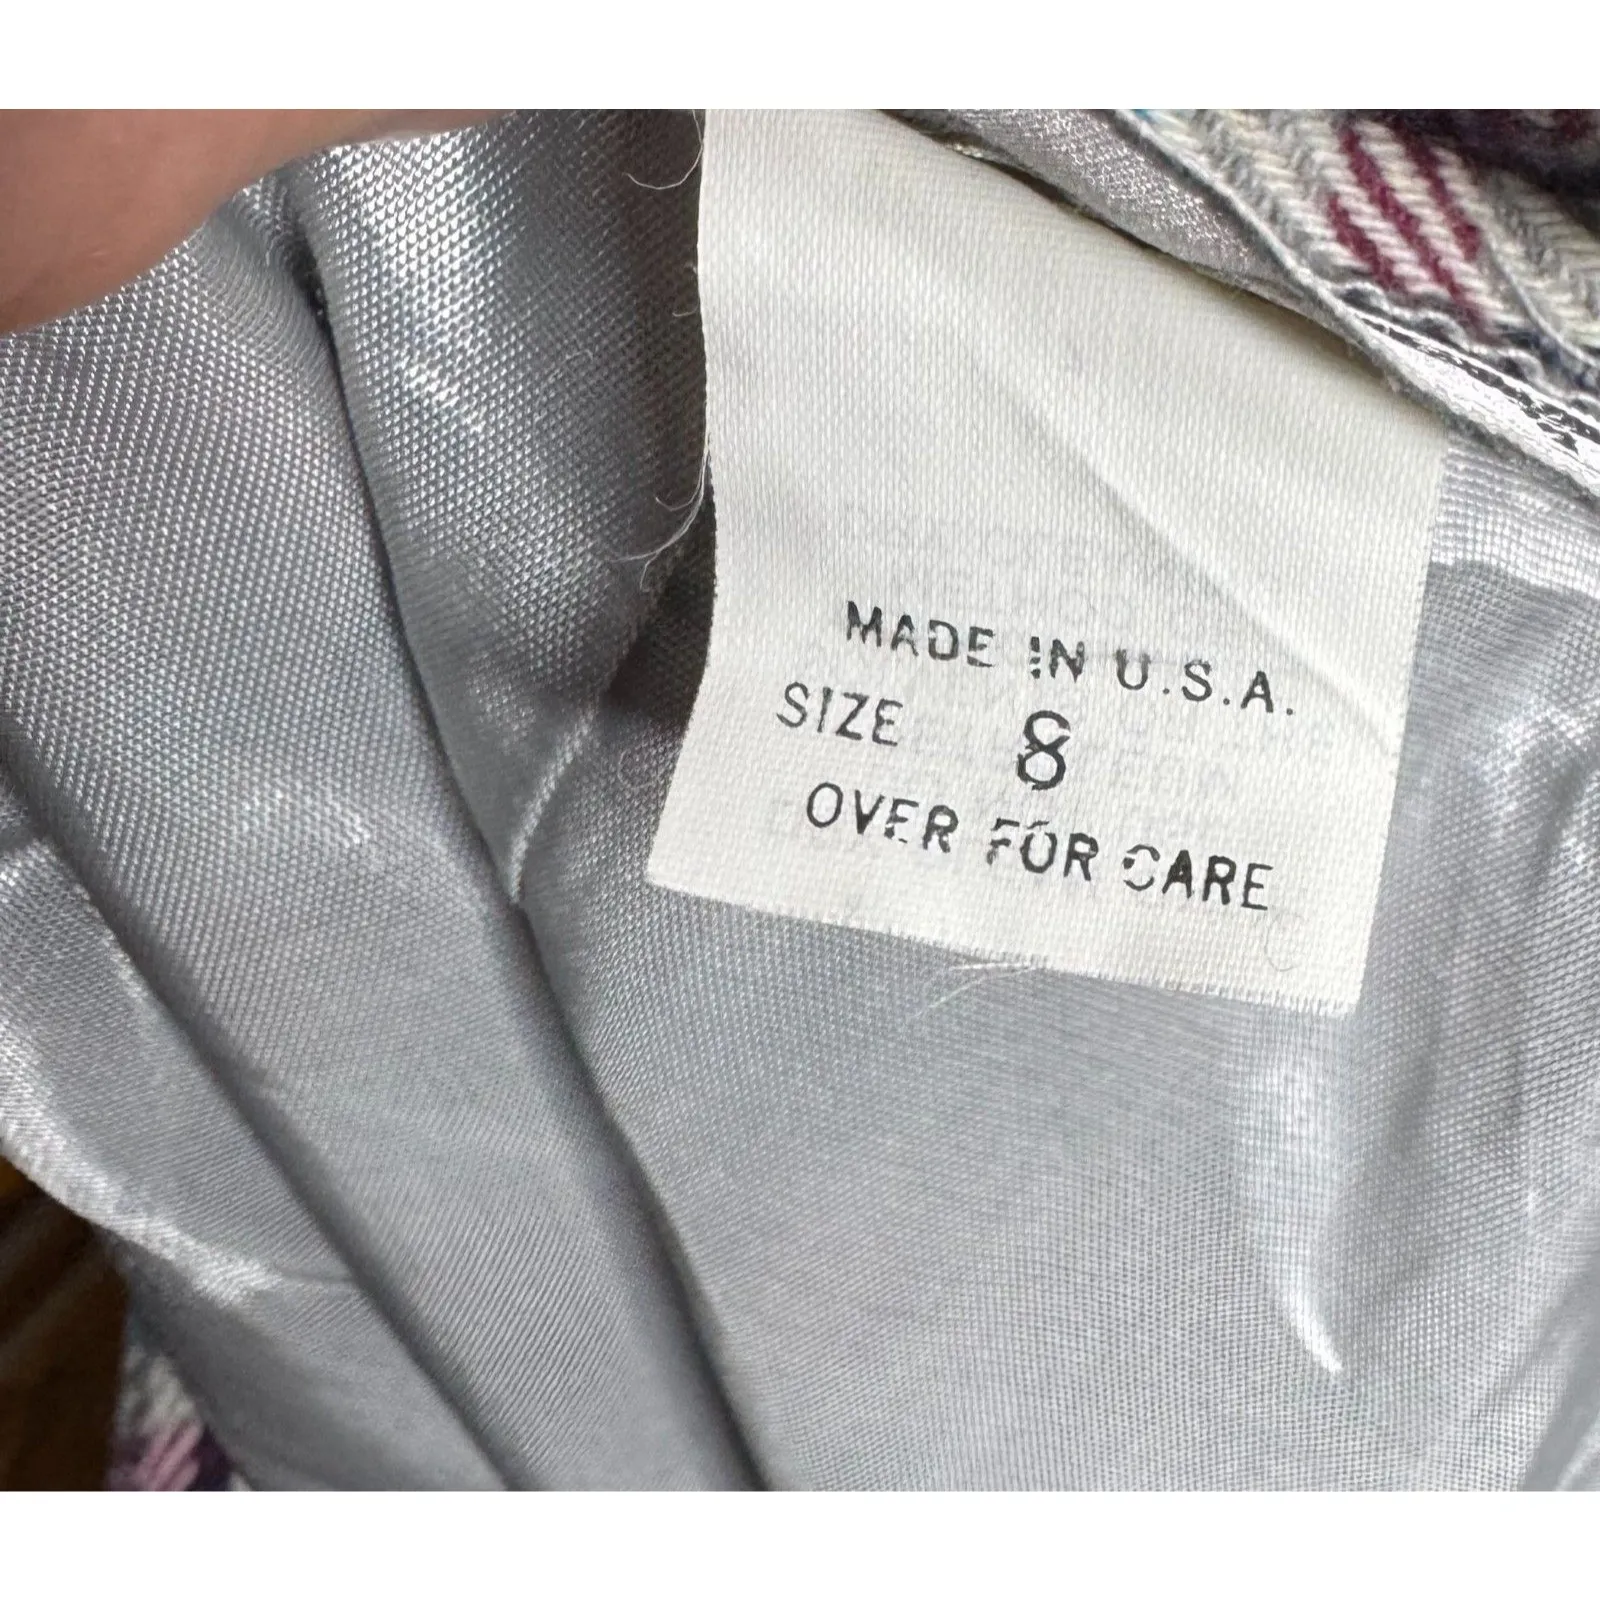 MADE IN U.S.A.
SIZE 8
OVER FOR CARE